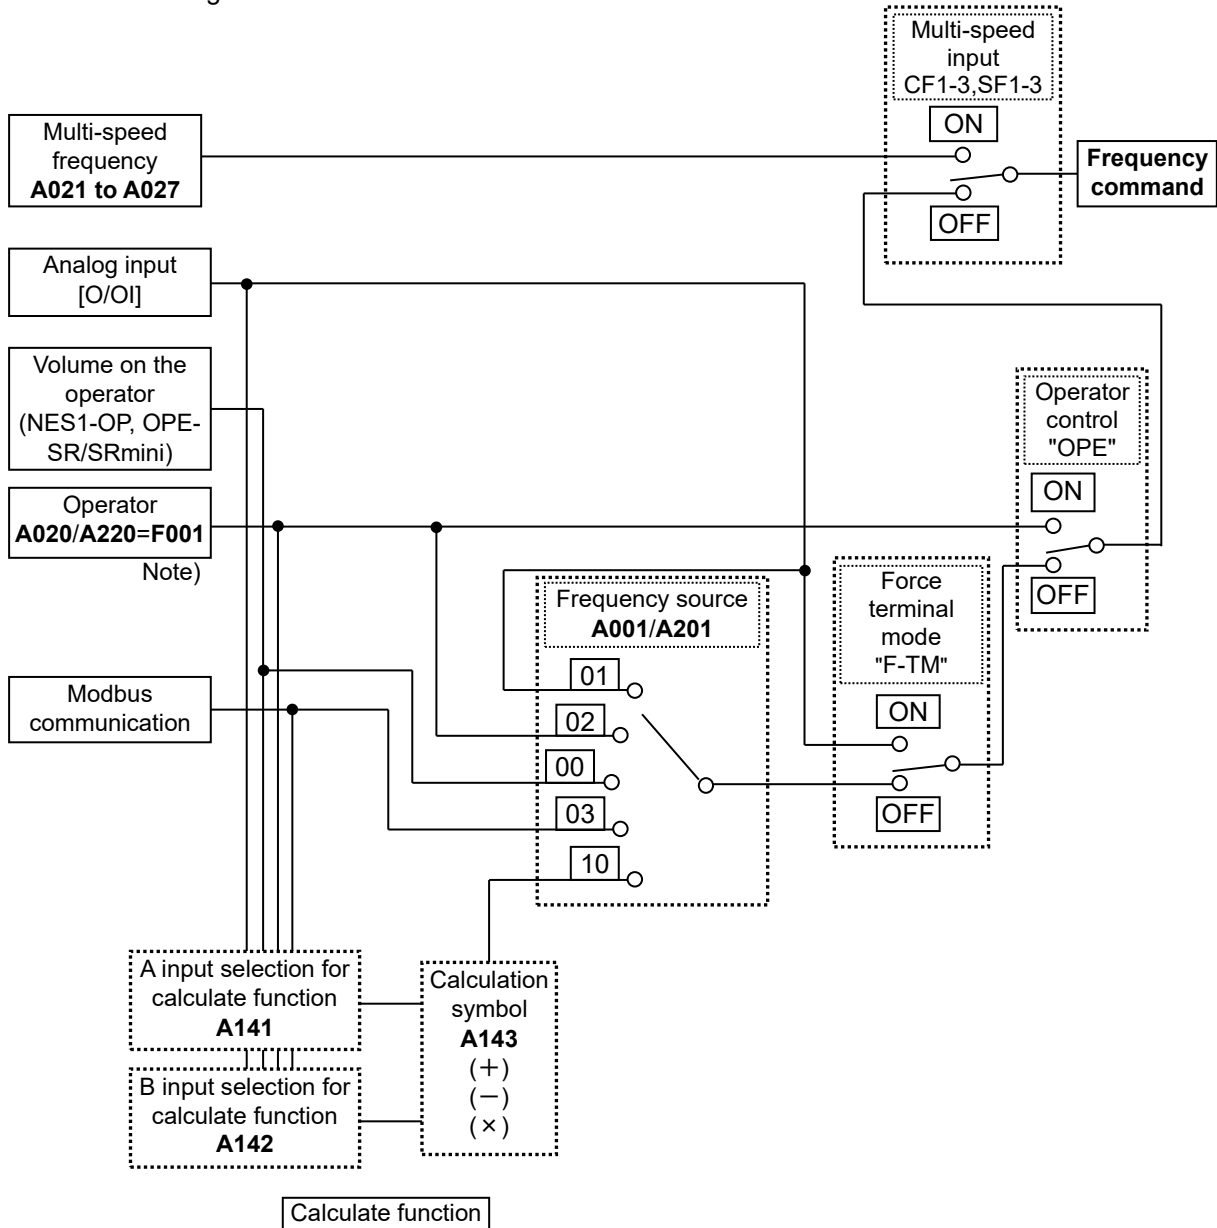 Multi-speed
input
CF1-3,SF1-3
ON
OFF
Multi-speed
frequency
A021 to A027
Frequency
command
Analog input
[O/OI]
Volume on the
operator
(NES1-OP, OPE-
SR/SRmini)
Operator
A020/A220=F001
Note)
Modbus
communication
Operator
control
"OPE"
ON
OFF
Frequency source
A001/A201
01
02
00
03
10
Force
terminal
mode
"F-TM"
ON
OFF
A input selection for
calculate function
A141
B input selection for
calculate function
A142
Calculation
symbol
A143
(+)
(−)
(×)
Calculate function